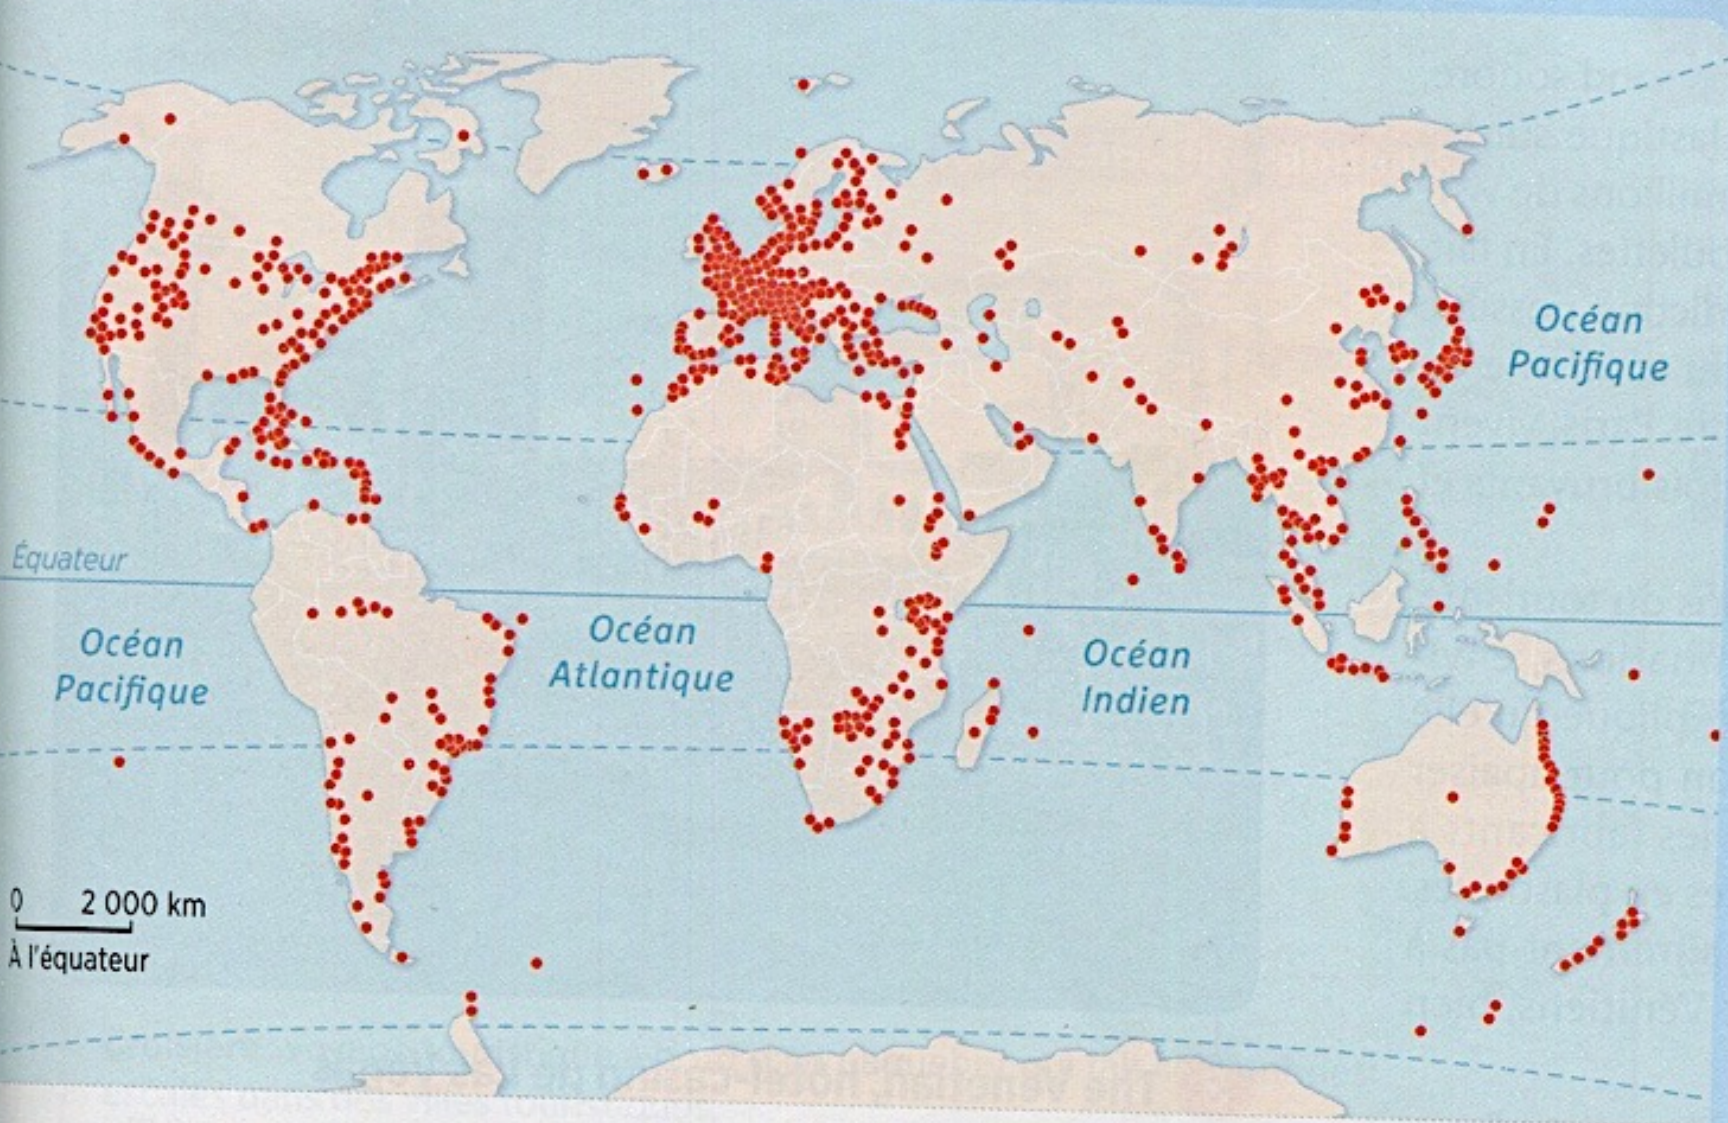 Océan
Pacifique
Équateur
Océan
Pacifique
Océan
Atlantique
Océan
Indien
0 2 000 km
À l'équateur